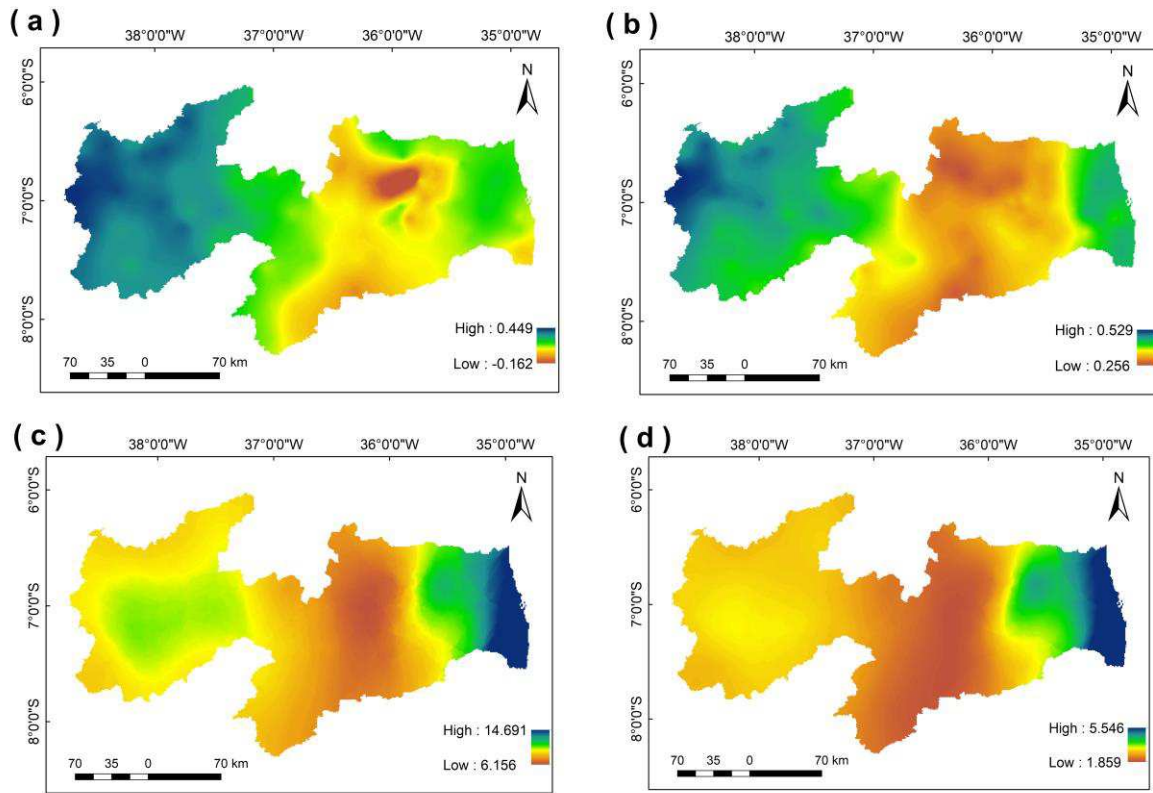 ( a )
38°0'0"W 37°0'0"W 36°0'0"W 35°0'0"W
6°0'0"S
7°0'0"S
8°0'0"S
N
High : 0.449
Low : -0.162
70 35 0 70 km
( b )
38°0'0"W 37°0'0"W 36°0'0"W 35°0'0"W
6°0'0"S
7°0'0"S
8°0'0"S
N
High : 0.529
Low : 0.256
70 35 0 70 km
( c )
38°0'0"W 37°0'0"W 36°0'0"W 35°0'0"W
6°0'0"S
7°0'0"S
8°0'0"S
N
High : 14.691
Low : 6.156
70 35 0 70 km
( d )
38°0'0"W 37°0'0"W 36°0'0"W 35°0'0"W
6°0'0"S
7°0'0"S
8°0'0"S
N
High : 5.546
Low : 1.859
70 35 0 70 km